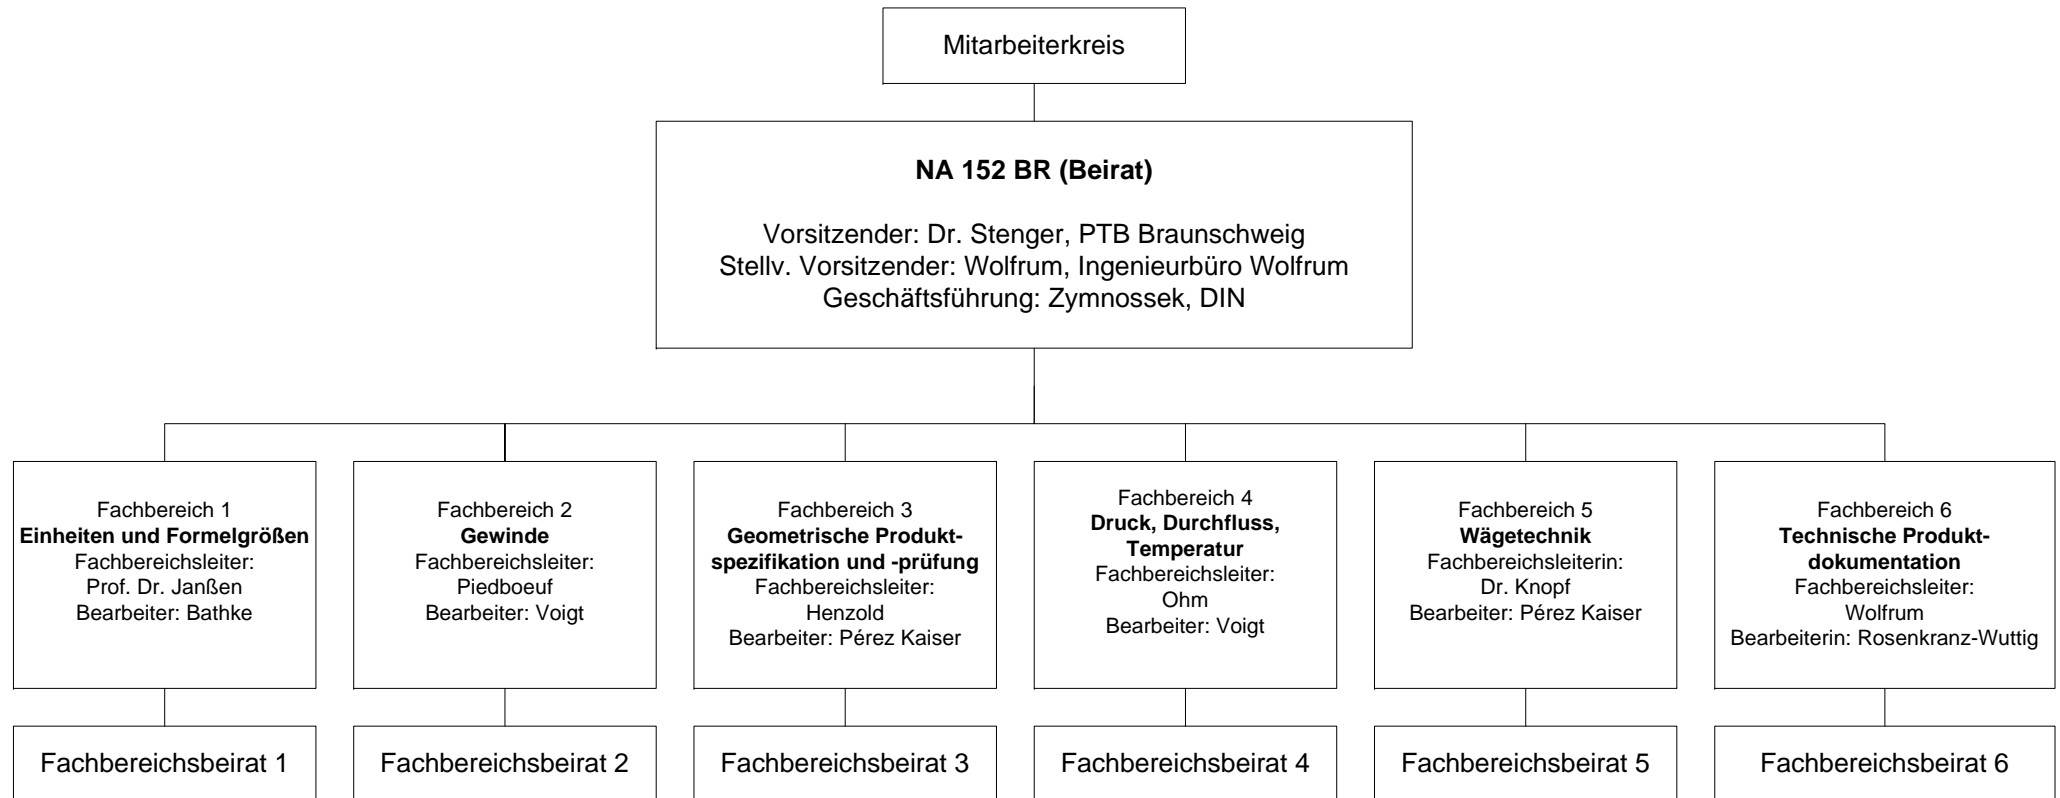 Mitarbeiterkreis
NA 152 BR (Beirat)
Vorsitzender: Dr. Stenger, PTB Braunschweig
Stellv. Vorsitzender: Wolfrum, Ingenieurbüro Wolfrum
Geschäftsführung: Zymnossek, DIN
Fachbereich 1
Einheiten und Formelgrößen
Fachbereichsleiter:
Prof. Dr. Janßen
Bearbeiter: Bathke
Fachbereich 2
Gewinde
Fachbereichsleiter:
Piedboeuf
Bearbeiter: Voigt
Fachbereich 3
Geometrische Produkt-
spezifikation und -prüfung
Fachbereichsleiter:
Henzold
Bearbeiter: Pérez Kaiser
Fachbereich 4
Druck, Durchfluss,
Temperatur
Fachbereichsleiter:
Ohm
Bearbeiter: Voigt
Fachbereich 5
Wägetechnik
Fachbereichsleiterin:
Dr. Knopf
Bearbeiter: Pérez Kaiser
Fachbereich 6
Technische Produkt-
dokumentation
Fachbereichsleiter:
Wolfrum
Bearbeiterin: Rosenkranz-Wuttig
Fachbereichsbeirat 1
Fachbereichsbeirat 2
Fachbereichsbeirat 3
Fachbereichsbeirat 4
Fachbereichsbeirat 5
Fachbereichsbeirat 6